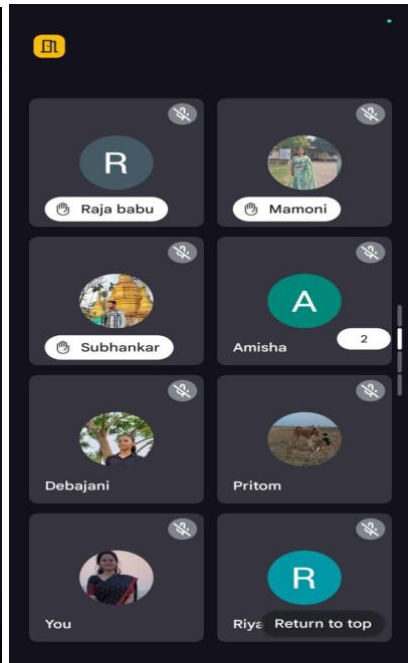 R
Raja babu
Mamoni
Subhankar
A
Amisha
2
Debajani
Pritom
You
R
Riya
Return to top